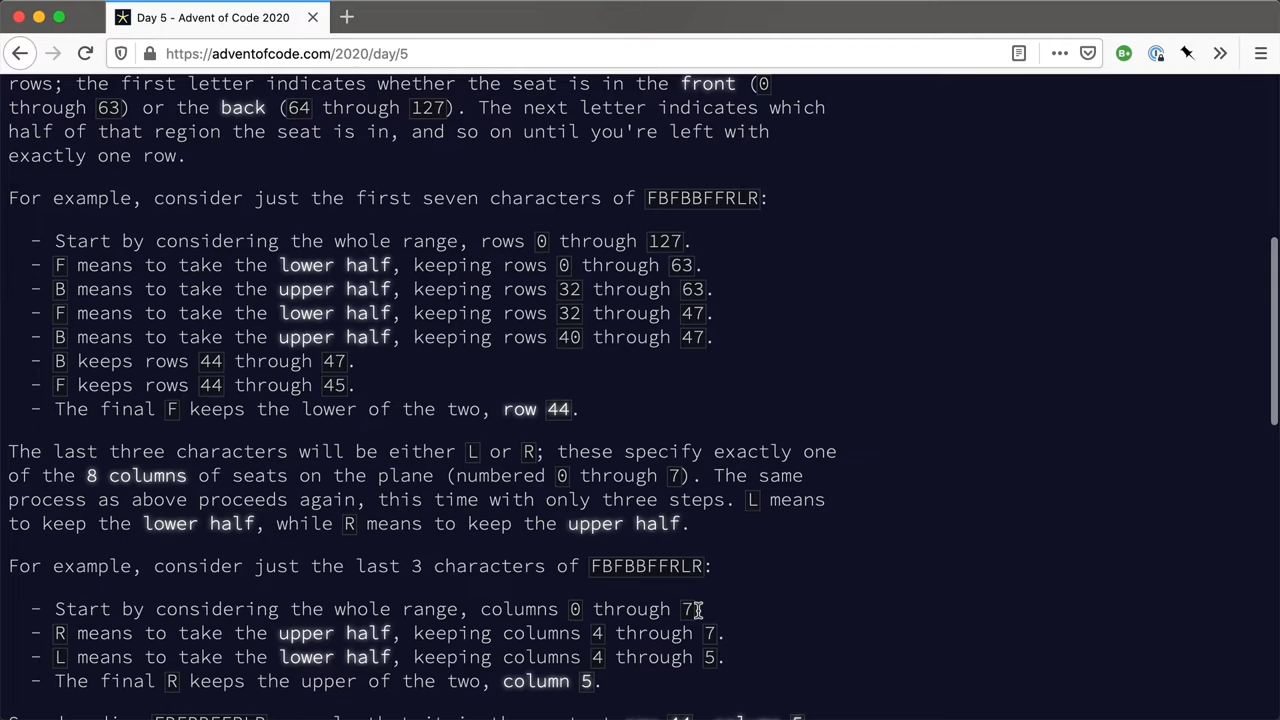 Day 5 - Advent of Code 2020
https://adventofcode.com/2020/day/5
rows; the first letter indicates whether the seat is in the front (0
through 63) or the back (64 through 127). The next letter indicates which
half of that region the seat is in, and so on until you're left with
exactly one row.
For example, consider just the first seven characters of FBFBBFFRLR:
- Start by considering the whole range, rows 0 through 127.
- F means to take the lower half, keeping rows 0 through 63.
- B means to take the upper half, keeping rows 32 through 63.
- F means to take the lower half, keeping rows 32 through 47.
- B means to take the upper half, keeping rows 40 through 47.
- B keeps rows 44 through 47.
- F keeps rows 44 through 45.
- The final F keeps the lower of the two, row 44.
The last three characters will be either L or R; these specify exactly one
of the 8 columns of seats on the plane (numbered 0 through 7). The same
process as above proceeds again, this time with only three steps. L means
to keep the lower half, while R means to keep the upper half.
For example, consider just the last 3 characters of FBFBBFFRLR:
- Start by considering the whole range, columns 0 through 7
- R means to take the upper half, keeping columns 4 through 7.
- L means to take the lower half, keeping columns 4 through 5.
- The final R keeps the upper of the two, column 5.